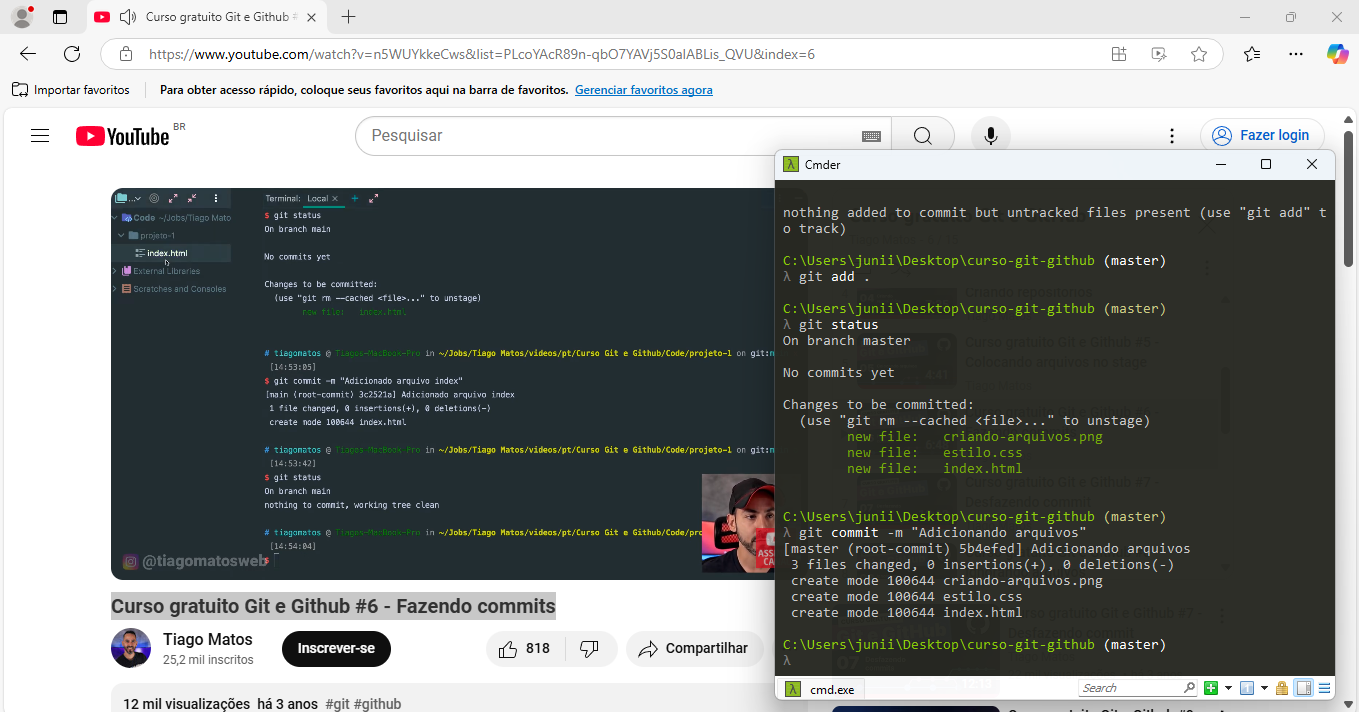 Curso gratuito Git e Github #
https://www.youtube.com/watch?v=n5WUYkkeCws&list=PLcoYAcR89n-qbO7YAVj5S0alABLis_QVU&index=6
Importar favoritos
Para obter acesso rápido, coloque seus favoritos aqui na barra de favoritos. Gerenciar favoritos agora
YouTube BR
Pesquisar
Fazer login
Code ~/Jobs/Tiago Mato
projeto-1
index.html
External Libraries
Scratches and Consoles
Terminal: Local
$ git status
On branch main
No commits yet
Changes to be committed:
(use "git rm --cached <file>..." to unstage)
new file: index.html
# tiagomatos @ Tiagos-MacBook-Pro in ~/Jobs/Tiago Matos/videos/pt/Curso Git e Github/Code/projeto-1 on git:
[14:53:05]
$ git commit -m "Adicionado arquivo index"
[main (root-commit) 3c2521a] Adicionado arquivo index
1 file changed, 0 insertions(+), 0 deletions(-)
create mode 100644 index.html
# tiagomatos @ Tiagos-MacBook-Pro in ~/Jobs/Tiago Matos/videos/pt/Curso Git e Github/Code/projeto-1 on git:
[14:53:42]
$ git status
On branch main
nothing to commit, working tree clean
# tiagomatos @ Tiagos-MacBook-Pro in ~/Jobs/Tiago Matos/videos/pt/Curso Git e Github/Code/
[14:54:04]
$
@tiagomatosweb
Curso gratuito Git e Github #6 - Fazendo commits
Tiago Matos
25,2 mil inscritos
Inscrever-se
818
Compartilhar
12 mil visualizações há 3 anos #git #github
Cmder
nothing added to commit but untracked files present (use "git add" t
o track)
C:\Users\junii\Desktop\curso-git-github (master)
λ git add .
C:\Users\junii\Desktop\curso-git-github (master)
λ git status
On branch master
No commits yet
Changes to be committed:
(use "git rm --cached <file>..." to unstage)
new file: criando-arquivos.png
new file: estilo.css
new file: index.html
C:\Users\junii\Desktop\curso-git-github (master)
λ git commit -m "Adicionando arquivos"
[master (root-commit) 5b4efed] Adicionando arquivos
3 files changed, 0 insertions(+), 0 deletions(-)
create mode 100644 criando-arquivos.png
create mode 100644 estilo.css
create mode 100644 index.html
C:\Users\junii\Desktop\curso-git-github (master)
λ
cmd.exe
Search